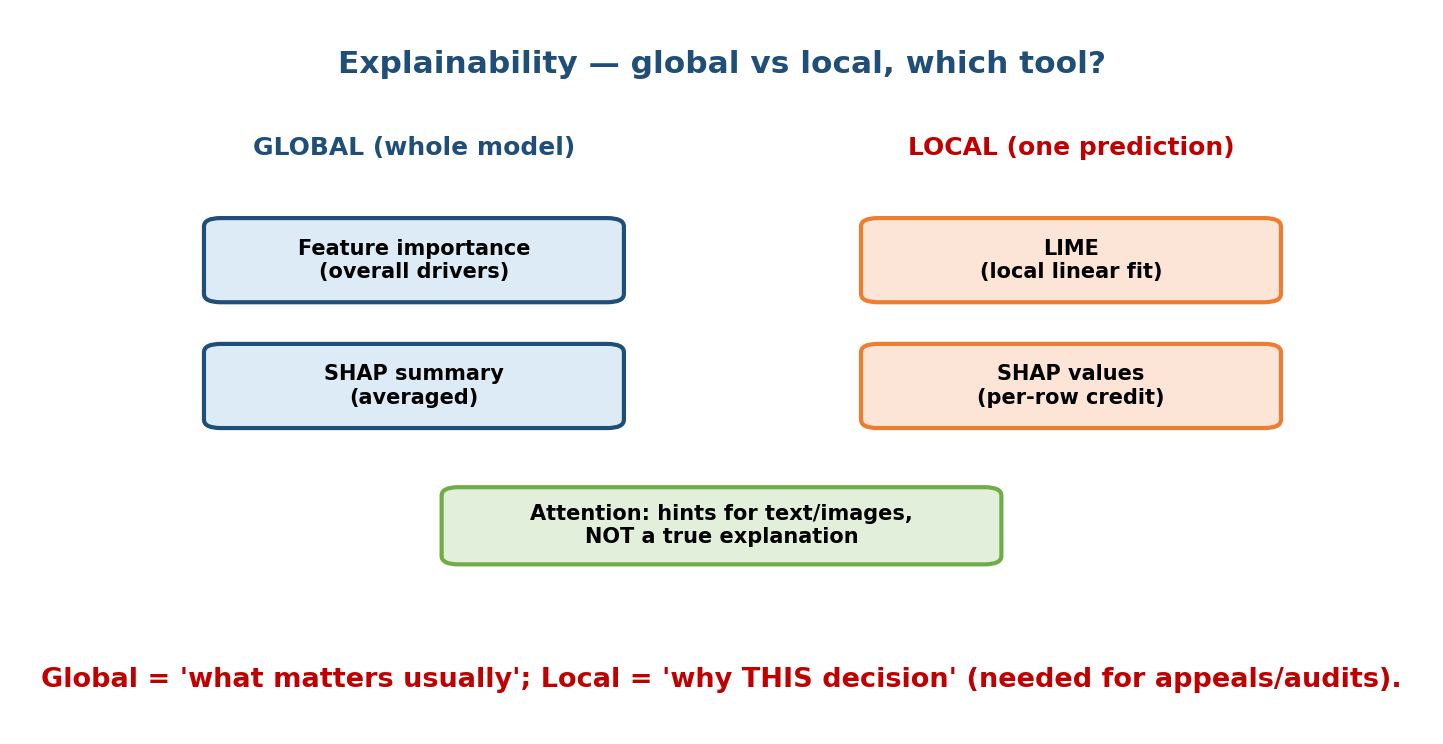 Explainability — global vs local, which tool?
GLOBAL (whole model)
LOCAL (one prediction)
Feature importance
(overall drivers)
LIME
(local linear fit)
SHAP summary
(averaged)
SHAP values
(per-row credit)
Attention: hints for text/images,
NOT a true explanation
Global = 'what matters usually'; Local = 'why THIS decision' (needed for appeals/audits).